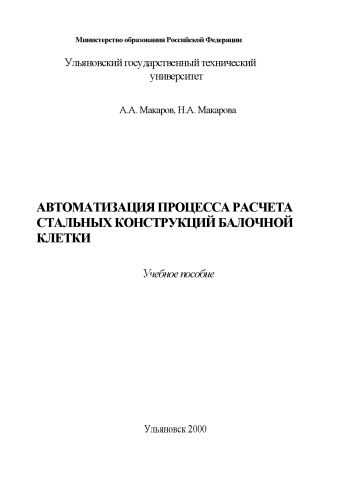 Министерство образования Российской Федерации
Ульяновский государственный технический
университет
А.А. Макаров, Н.А. Макарова
АВТОМАТИЗАЦИЯ ПРОЦЕССА РАСЧЕТА
СТАЛЬНЫХ КОНСТРУКЦИЙ БАЛОЧНОЙ
КЛЕТКИ
Учебное пособие
Ульяновск 2000